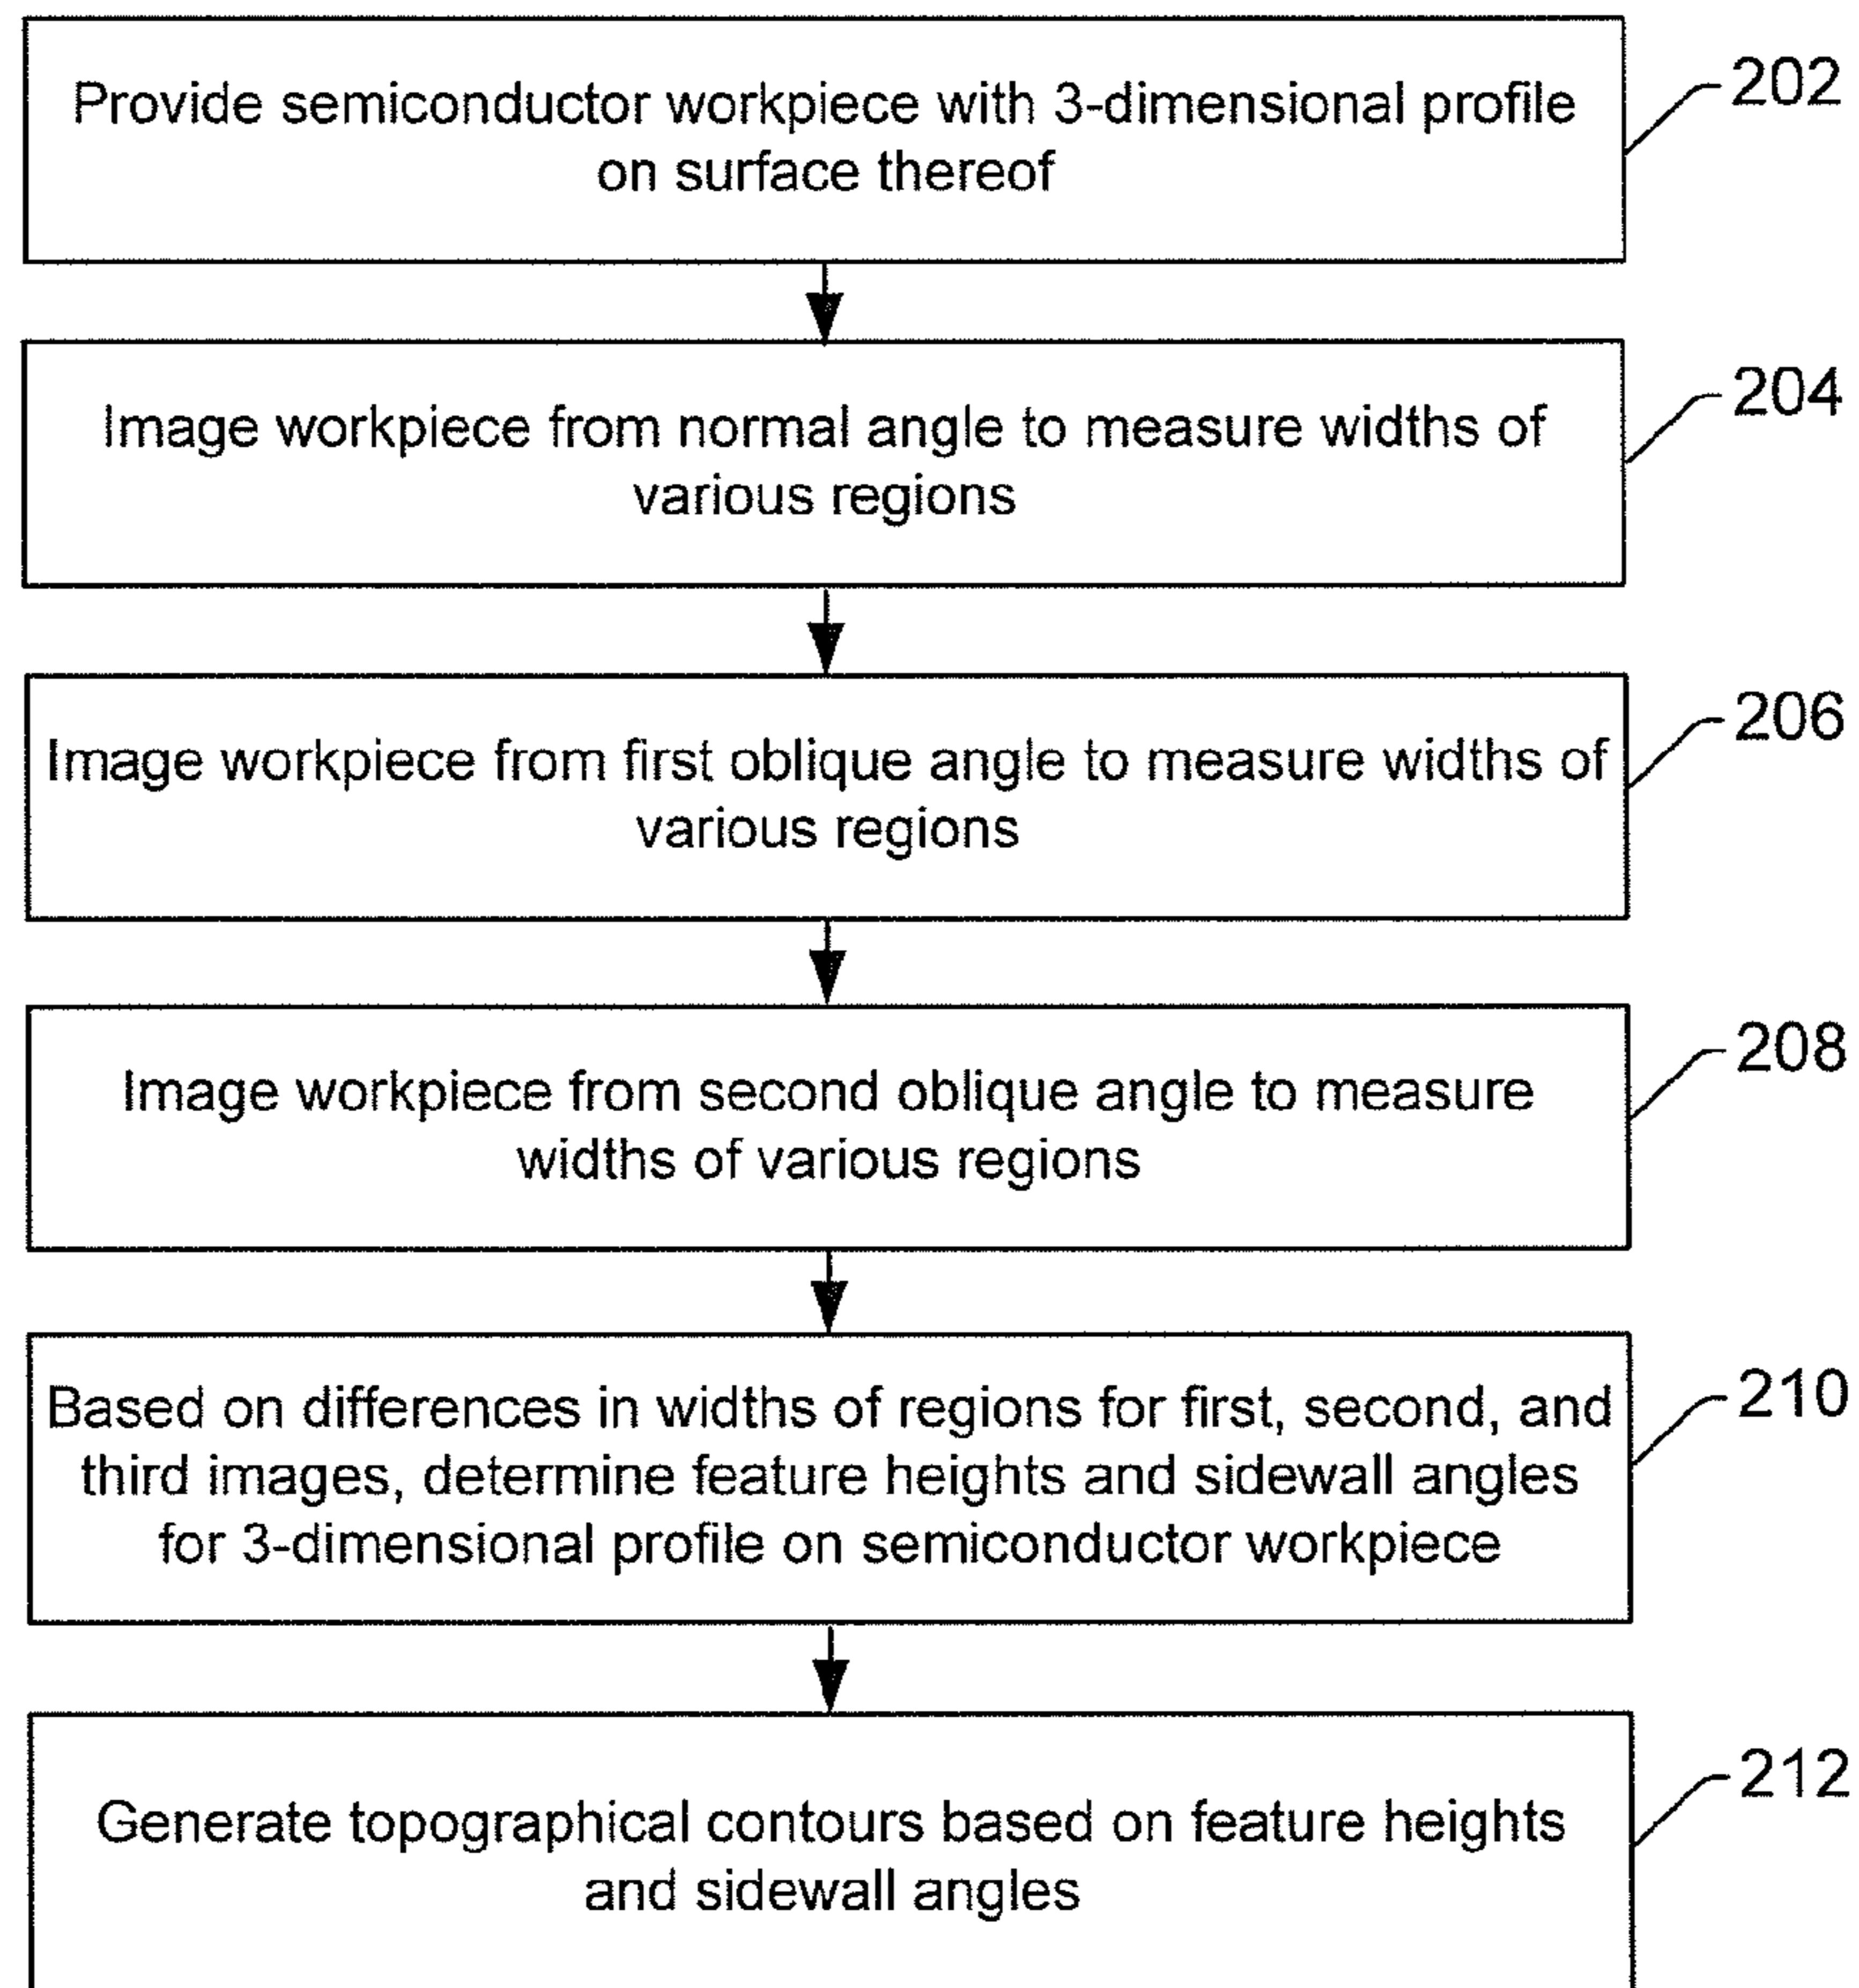 Provide semiconductor workpiece with 3-dimensional profile
on surface thereof
202
Image workpiece from normal angle to measure widths of
various regions
204
Image workpiece from first oblique angle to measure widths of
various regions
206
Image workpiece from second oblique angle to measure
widths of various regions
208
Based on differences in widths of regions for first, second, and
third images, determine feature heights and sidewall angles
for 3-dimensional profile on semiconductor workpiece
210
Generate topographical contours based on feature heights
and sidewall angles
212